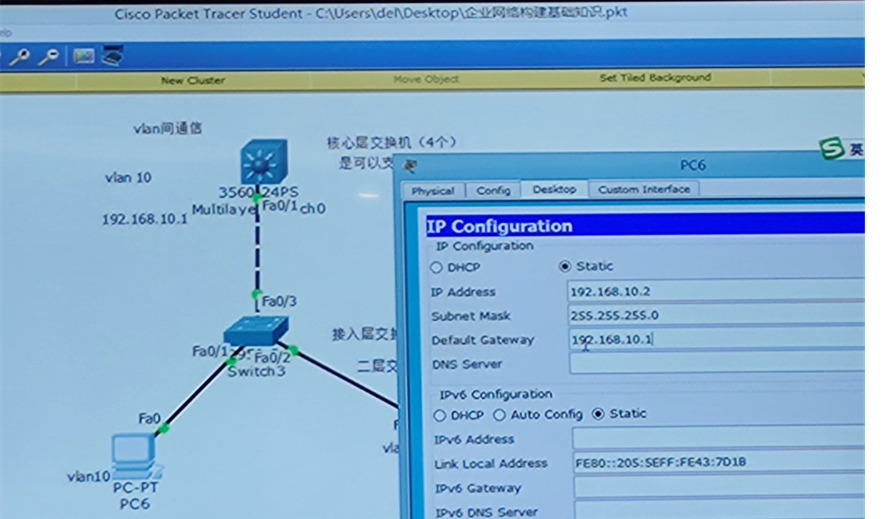 Cisco Packet Tracer Student - C:\Users\del\Desktop\企业网络构建基础知识.pkt
New Cluster
Move Object
Set Tiled Background
vlan间通信
核心层交换机（4个）
是可以支
vlan 10
3560-24PS
Multilaye
Fa0/1
ch0
192.168.10.1
Fa0/3
接入层交换
Fa0/1
Fa0/2
Switch3
二层交
Fa0
vlan10
PC-PT
PC6
英
PC6
Physical
Config
Desktop
Custom Interface
IP Configuration
IP Configuration
DHCP
Static
IP Address
192.168.10.2
Subnet Mask
255.255.255.0
Default Gateway
192.168.10.1
DNS Server
IPv6 Configuration
DHCP
Auto Config
Static
IPv6 Address
Link Local Address
FE80::205:5EFF:FE43:7D1B
IPv6 Gateway
IPv6 DNS Server